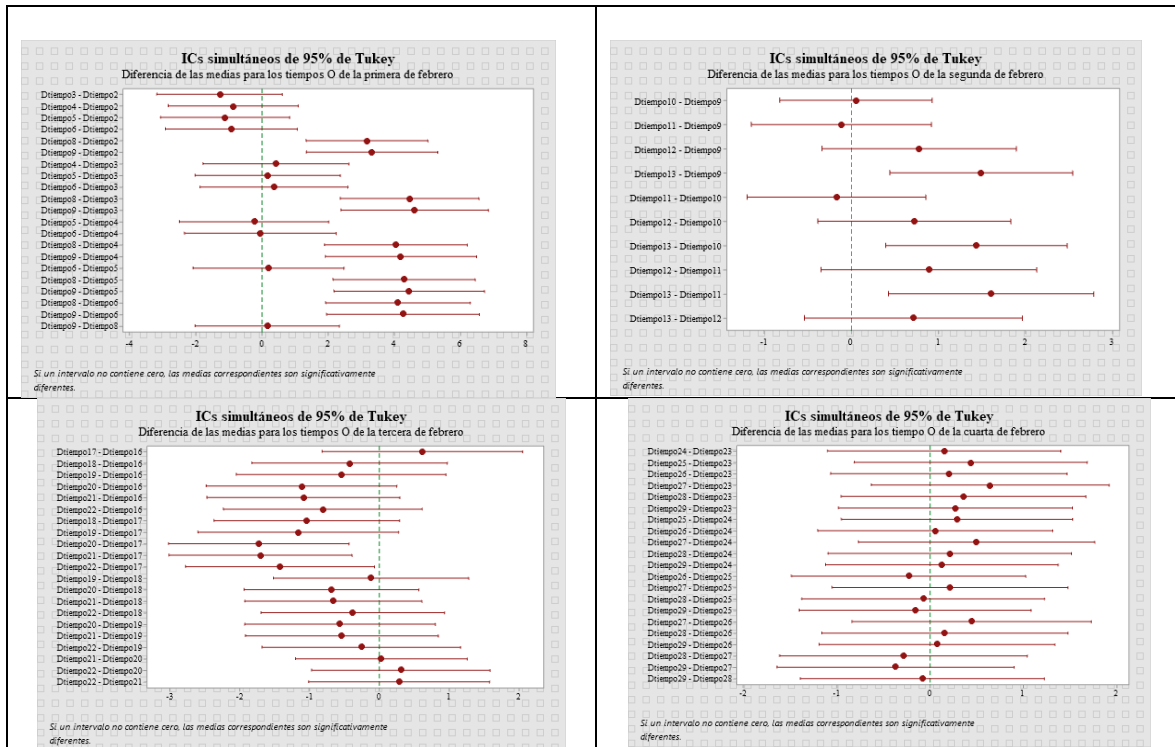 ICs simultáneos de 95% de Tukey
Diferencia de las medias para los tiempos O de la primera de febrero
Dtiempo3 - Dtiempo2
Dtiempo4 - Dtiempo2
Dtiempo5 - Dtiempo2
Dtiempo6 - Dtiempo2
Dtiempo8 - Dtiempo2
Dtiempo9 - Dtiempo2
Dtiempo4 - Dtiempo3
Dtiempo5 - Dtiempo3
Dtiempo6 - Dtiempo3
Dtiempo8 - Dtiempo3
Dtiempo9 - Dtiempo3
Dtiempo5 - Dtiempo4
Dtiempo6 - Dtiempo4
Dtiempo8 - Dtiempo4
Dtiempo9 - Dtiempo4
Dtiempo6 - Dtiempo5
Dtiempo8 - Dtiempo5
Dtiempo9 - Dtiempo5
Dtiempo8 - Dtiempo6
Dtiempo9 - Dtiempo6
Dtiempo9 - Dtiempo8
-4 -2 0 2 4 6 8
Si un intervalo no contiene cero, las medias correspondientes son significativamente
diferentes.
ICs simultáneos de 95% de Tukey
Diferencia de las medias para los tiempos O de la segunda de febrero
Dtiempo10 - Dtiempo9
Dtiempo11 - Dtiempo9
Dtiempo12 - Dtiempo9
Dtiempo13 - Dtiempo9
Dtiempo11 - Dtiempo10
Dtiempo12 - Dtiempo10
Dtiempo13 - Dtiempo10
Dtiempo12 - Dtiempo11
Dtiempo13 - Dtiempo11
Dtiempo13 - Dtiempo12
-1 0 1 2 3
Si un intervalo no contiene cero, las medias correspondientes son significativamente
diferentes.
ICs simultáneos de 95% de Tukey
Diferencia de las medias para los tiempos O de la tercera de febrero
Dtiempo17 - Dtiempo16
Dtiempo18 - Dtiempo16
Dtiempo19 - Dtiempo16
Dtiempo20 - Dtiempo16
Dtiempo21 - Dtiempo16
Dtiempo22 - Dtiempo16
Dtiempo18 - Dtiempo17
Dtiempo19 - Dtiempo17
Dtiempo20 - Dtiempo17
Dtiempo21 - Dtiempo17
Dtiempo22 - Dtiempo17
Dtiempo19 - Dtiempo18
Dtiempo20 - Dtiempo18
Dtiempo21 - Dtiempo18
Dtiempo22 - Dtiempo18
Dtiempo20 - Dtiempo19
Dtiempo21 - Dtiempo19
Dtiempo22 - Dtiempo19
Dtiempo21 - Dtiempo20
Dtiempo22 - Dtiempo20
Dtiempo22 - Dtiempo21
-3 -2 -1 0 1 2
Si un intervalo no contiene cero, las medias correspondientes son significativamente
diferentes.
ICs simultáneos de 95% de Tukey
Diferencia de las medias para los tiempo O de la cuarta de febrero
Dtiempo24 - Dtiempo23
Dtiempo25 - Dtiempo23
Dtiempo26 - Dtiempo23
Dtiempo27 - Dtiempo23
Dtiempo28 - Dtiempo23
Dtiempo29 - Dtiempo23
Dtiempo25 - Dtiempo24
Dtiempo26 - Dtiempo24
Dtiempo27 - Dtiempo24
Dtiempo28 - Dtiempo24
Dtiempo29 - Dtiempo24
Dtiempo26 - Dtiempo25
Dtiempo27 - Dtiempo25
Dtiempo28 - Dtiempo25
Dtiempo29 - Dtiempo25
Dtiempo27 - Dtiempo26
Dtiempo28 - Dtiempo26
Dtiempo29 - Dtiempo26
Dtiempo28 - Dtiempo27
Dtiempo29 - Dtiempo27
Dtiempo29 - Dtiempo28
-2 -1 0 1 2
Si un intervalo no contiene cero, las medias correspondientes son significativamente
diferentes.